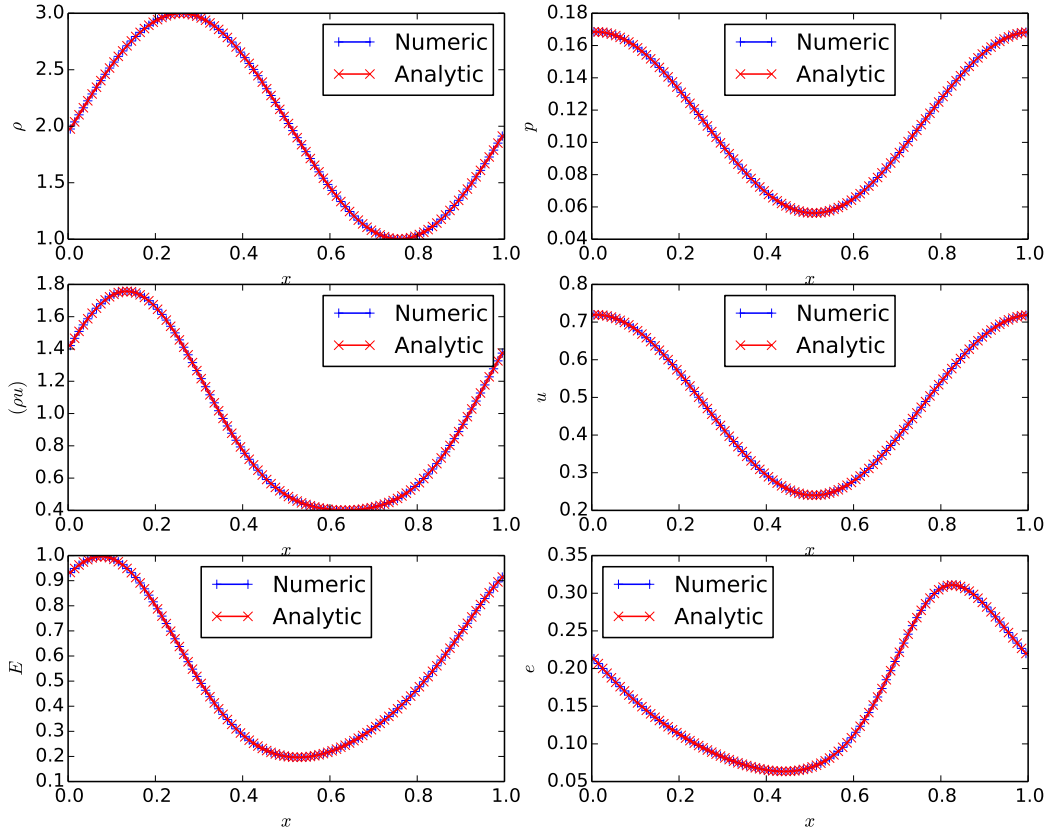 3.0
2.5
2.0
1.5
1.0
ρ
0.0 0.2 0.4 0.6 0.8 1.0
x
Numeric
Analytic
0.18
0.16
0.14
0.12
0.10
0.08
0.06
0.04
p
0.0 0.2 0.4 0.6 0.8 1.0
x
Numeric
Analytic
1.8
1.6
1.4
1.2
1.0
0.8
0.6
0.4
(ρu)
0.0 0.2 0.4 0.6 0.8 1.0
x
Numeric
Analytic
0.8
0.7
0.6
0.5
0.4
0.3
0.2
u
0.0 0.2 0.4 0.6 0.8 1.0
x
Numeric
Analytic
1.0
0.9
0.8
0.7
0.6
0.5
0.4
0.3
0.2
0.1
E
0.0 0.2 0.4 0.6 0.8 1.0
x
Numeric
Analytic
0.35
0.30
0.25
0.20
0.15
0.10
0.05
e
0.0 0.2 0.4 0.6 0.8 1.0
x
Numeric
Analytic